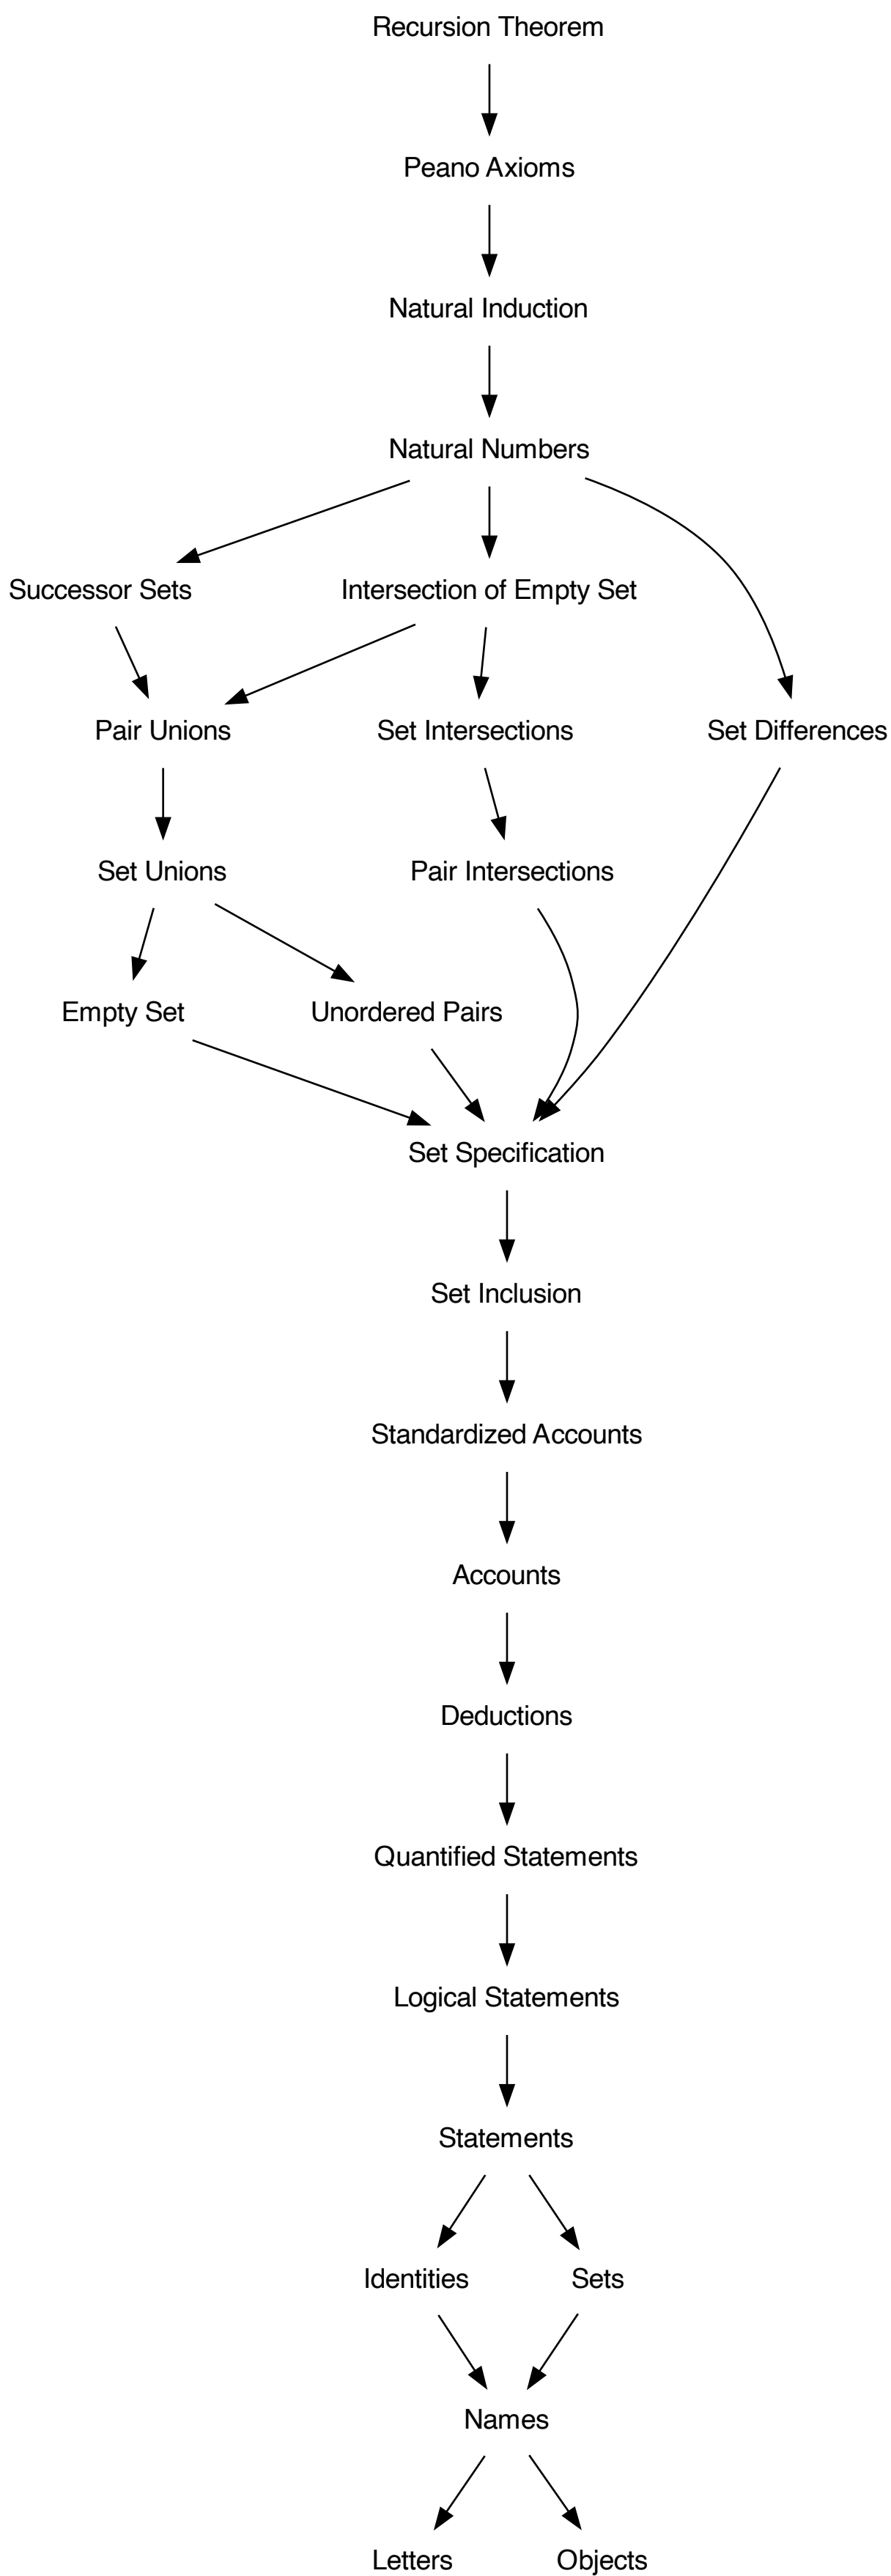 Recursion Theorem
Peano Axioms
Natural Induction
Natural Numbers
Successor Sets
Intersection of Empty Set
Pair Unions
Set Intersections
Set Differences
Set Unions
Pair Intersections
Empty Set
Unordered Pairs
Set Specification
Set Inclusion
Standardized Accounts
Accounts
Deductions
Quantified Statements
Logical Statements
Statements
Identities
Sets
Names
Letters
Objects